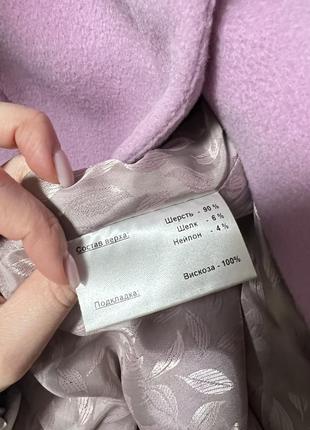 Состав верха:
Шерсть - 90 %
Шелк - 6 %
Нейлон - 4 %
Подкладка:
Вискоза - 100%